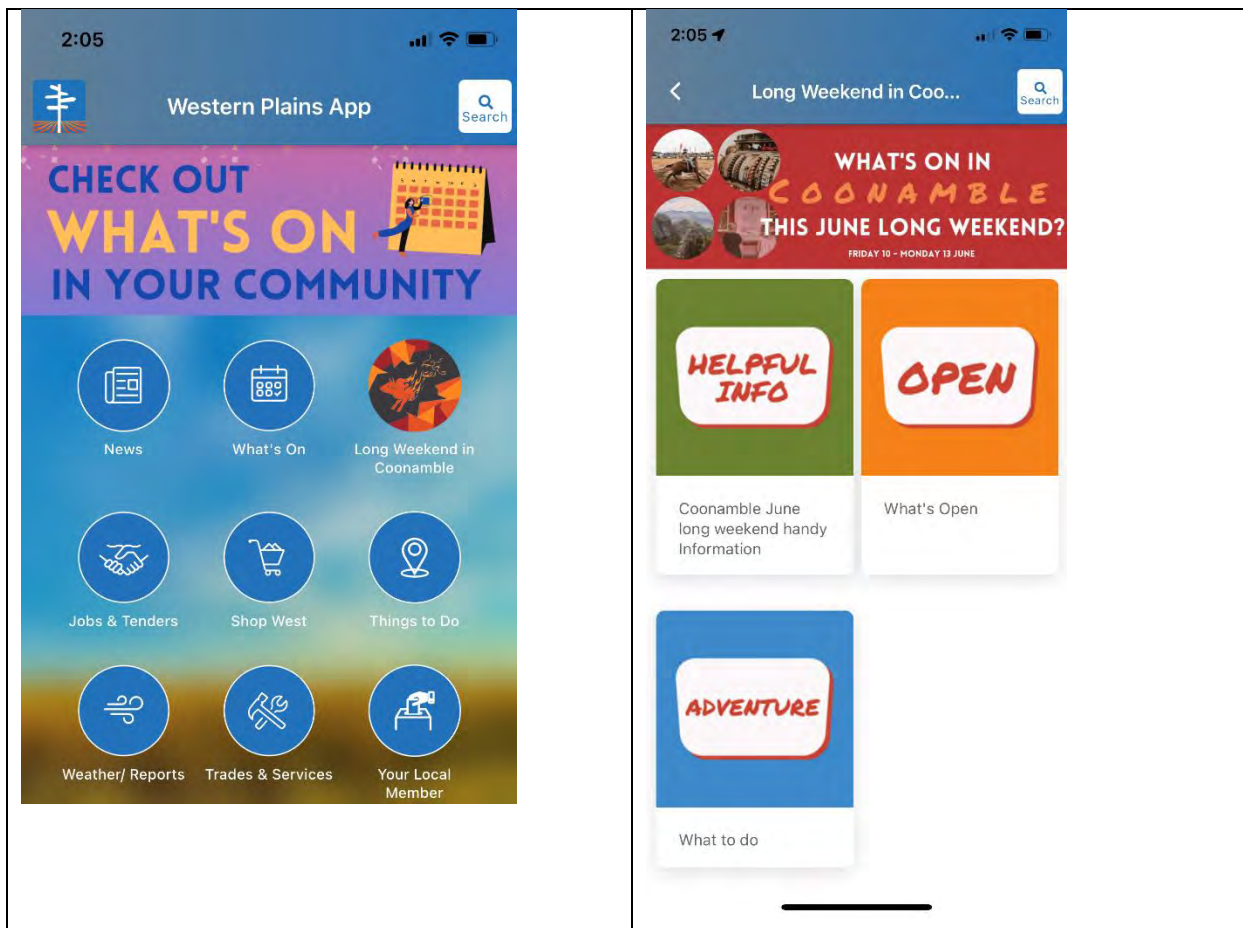 2:05
Western Plains App
Search
CHECK OUT
WHAT'S ON
IN YOUR COMMUNITY
News
What's On
Long Weekend in
Coonamble
Jobs & Tenders
Shop West
Things to Do
Weather/ Reports
Trades & Services
Your Local
Member
2:05
Long Weekend in Coo...
Search
WHAT'S ON IN
COONAMBLE
THIS JUNE LONG WEEKEND?
FRIDAY 10 - MONDAY 13 JUNE
HELPFUL
INFO
Coonamble June
long weekend handy
Information
OPEN
What's Open
ADVENTURE
What to do